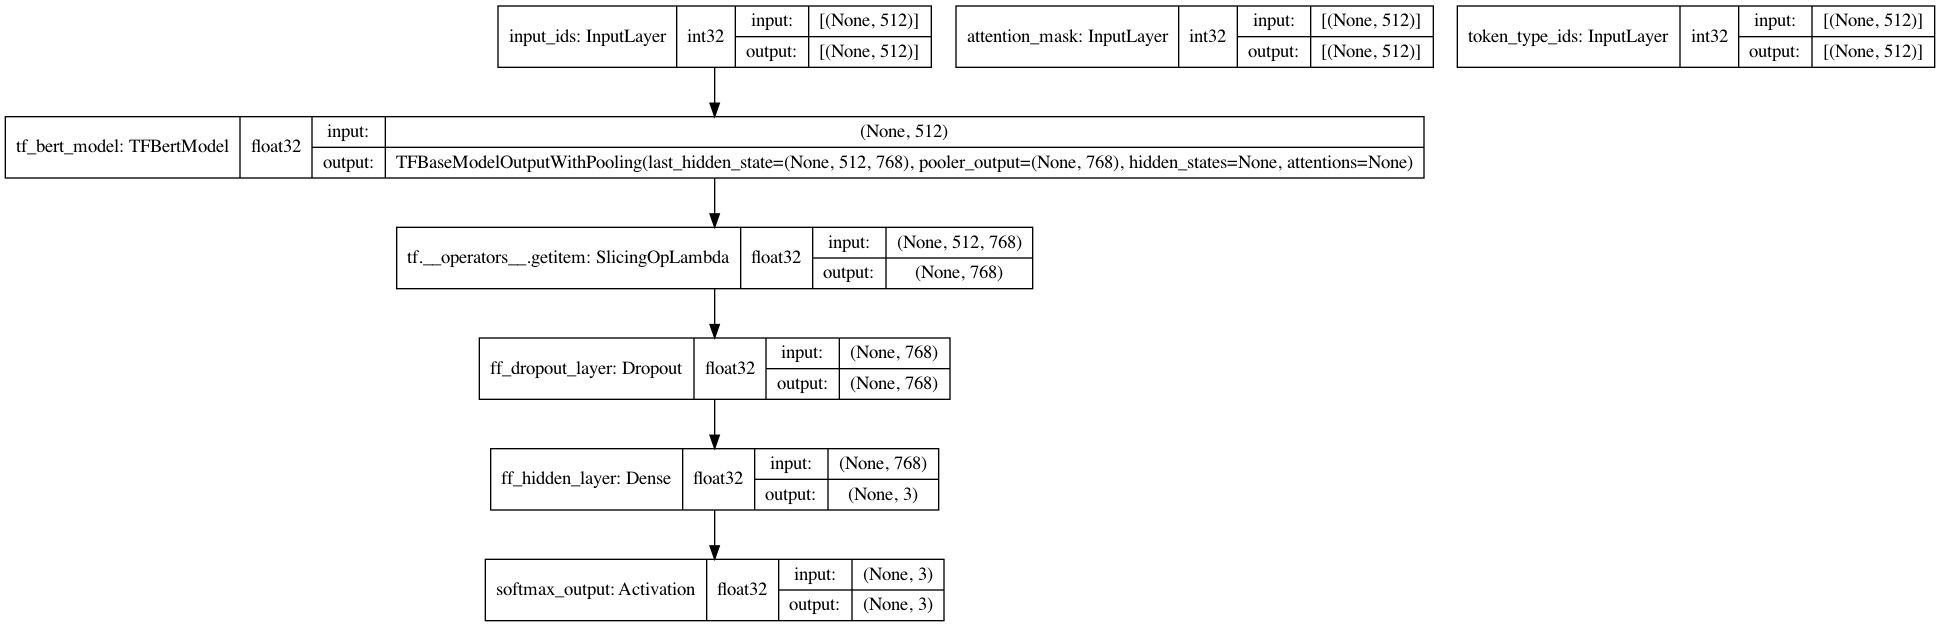 input_ids: InputLayer
int32
input:
[(None, 512)]
output:
[(None, 512)]
attention_mask: InputLayer
int32
input:
[(None, 512)]
output:
[(None, 512)]
token_type_ids: InputLayer
int32
input:
[(None, 512)]
output:
[(None, 512)]
tf_bert_model: TFBertModel
float32
input:
(None, 512)
output:
TFBaseModelOutputWithPooling(last_hidden_state=(None, 512, 768), pooler_output=(None, 768), hidden_states=None, attentions=None)
tf.__operators__.getitem: SlicingOpLambda
float32
input:
(None, 512, 768)
output:
(None, 768)
ff_dropout_layer: Dropout
float32
input:
(None, 768)
output:
(None, 768)
ff_hidden_layer: Dense
float32
input:
(None, 768)
output:
(None, 3)
softmax_output: Activation
float32
input:
(None, 3)
output:
(None, 3)